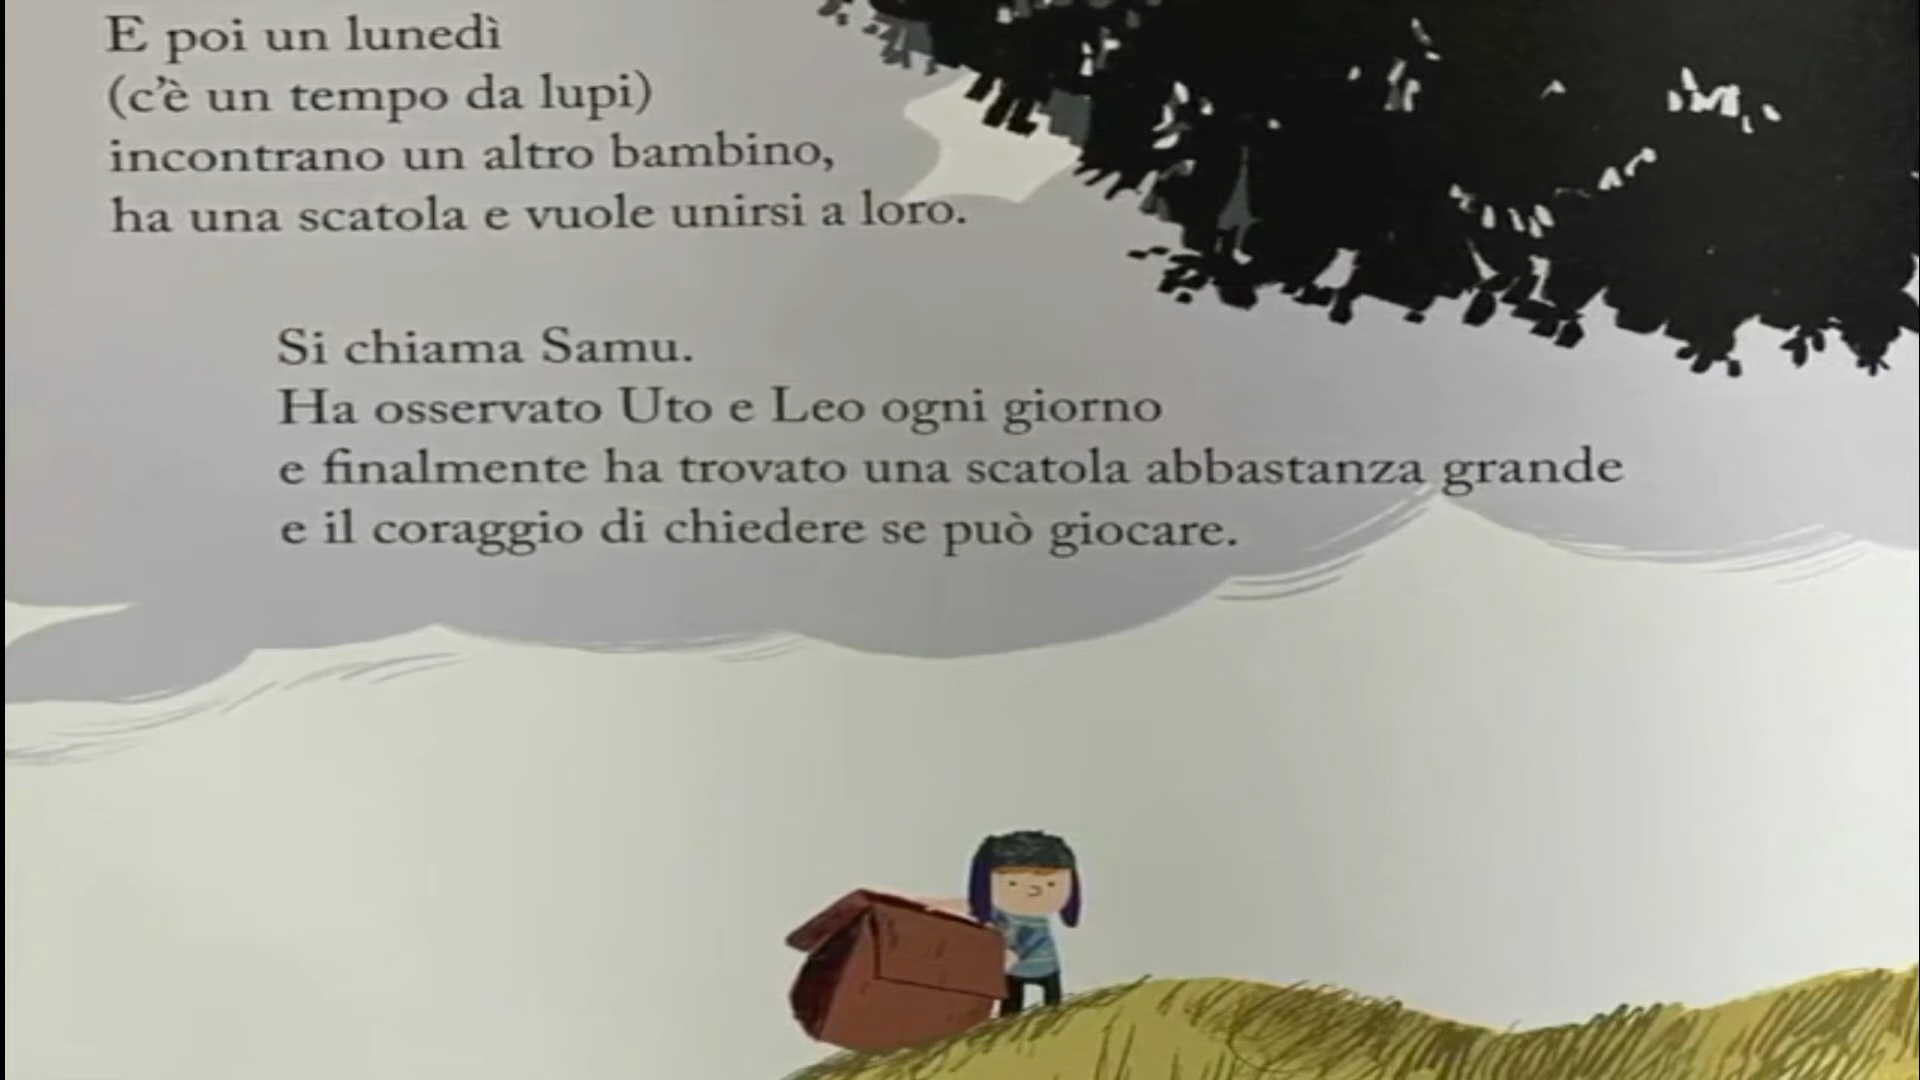 E poi un lunedì
(c'è un tempo da lupi)
incontrano un altro bambino,
ha una scatola e vuole unirsi a loro.
Si chiama Samu.
Ha osservato Uto e Leo ogni giorno
e finalmente ha trovato una scatola abbastanza grande
e il coraggio di chiedere se può giocare.